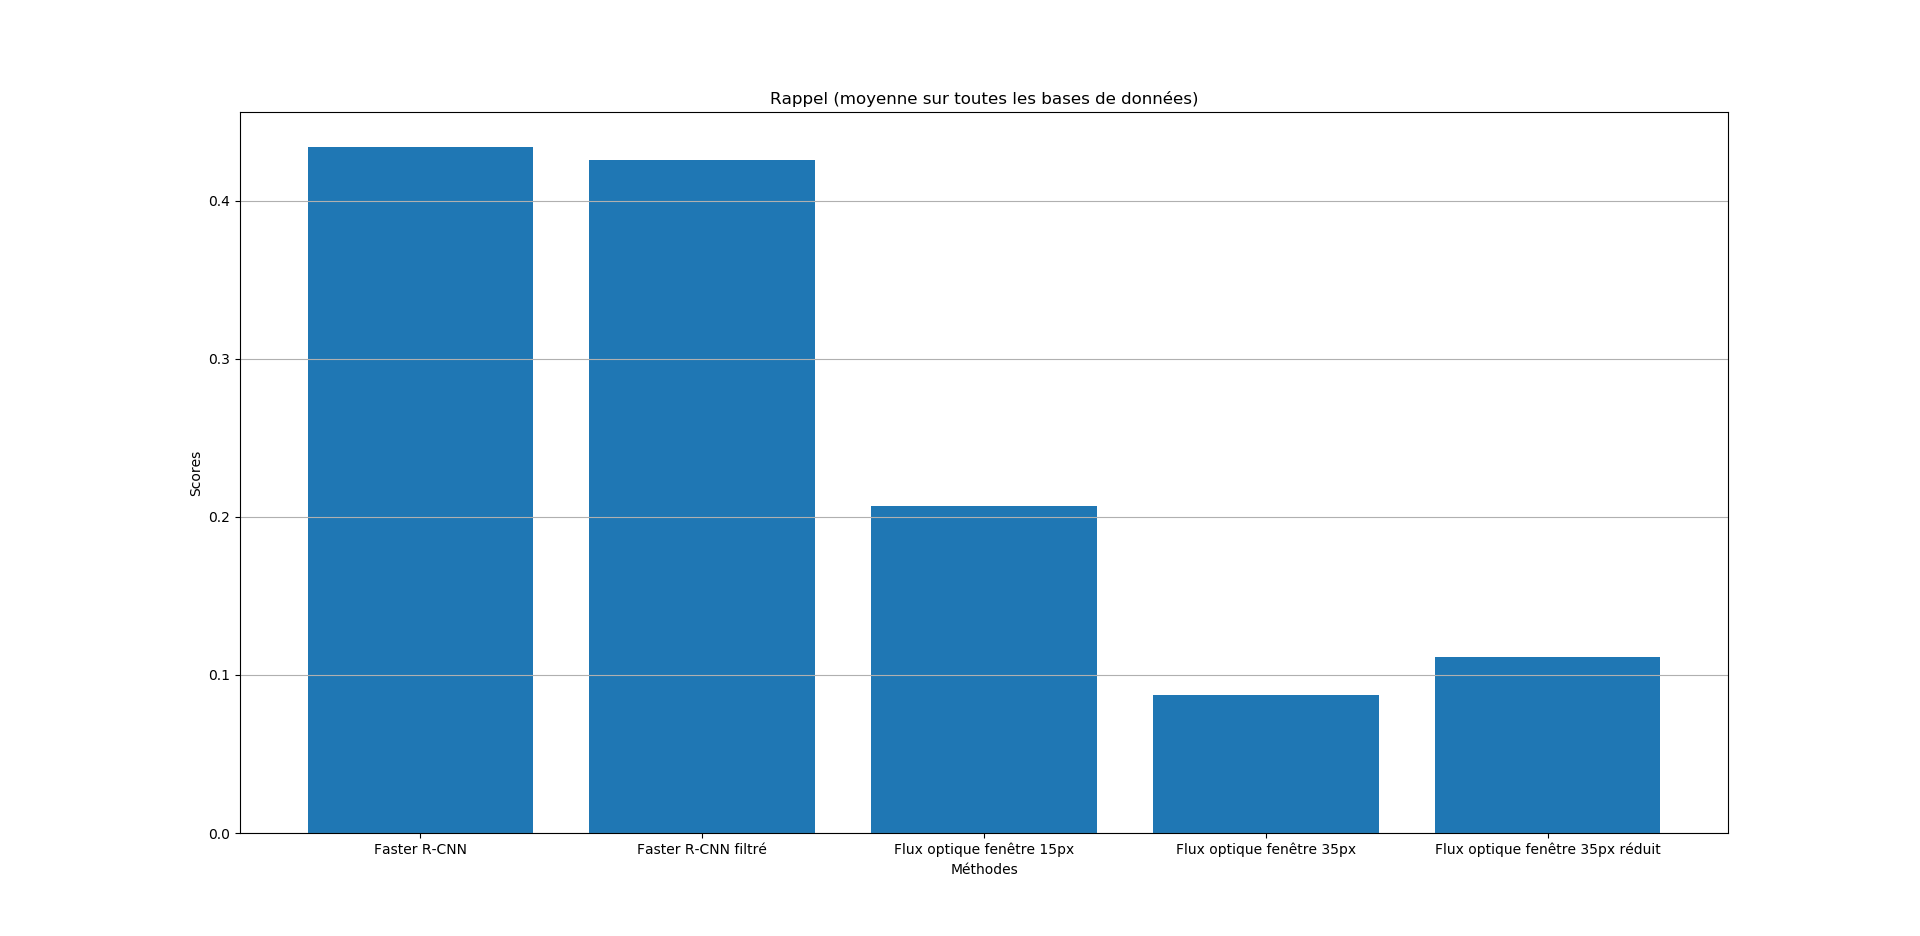 Rappel (moyenne sur toutes les bases de données)
0.4
0.3
0.2
0.1
0.0
Scores
Faster R-CNN
Faster R-CNN filtré
Flux optique fenêtre 15px
Flux optique fenêtre 35px
Flux optique fenêtre 35px réduit
Méthodes